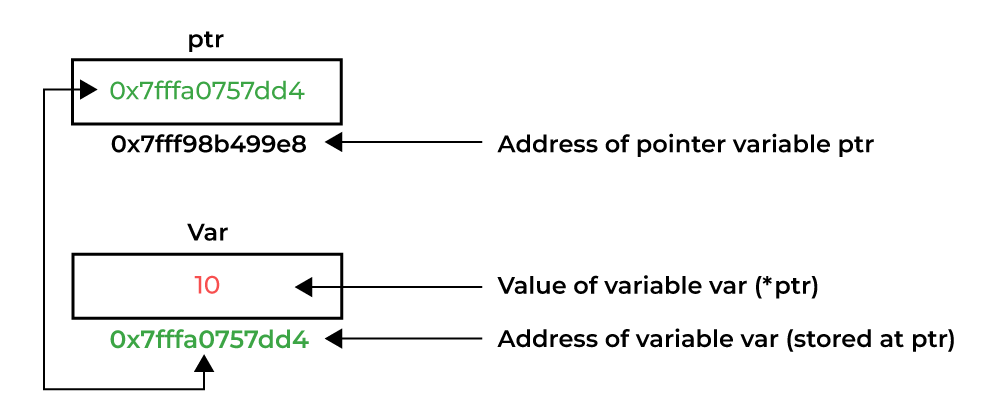 ptr
0x7fffa0757dd4
0x7fff98b499e8
Address of pointer variable ptr
Var
10
Value of variable var (*ptr)
0x7fffa0757dd4
Address of variable var (stored at ptr)